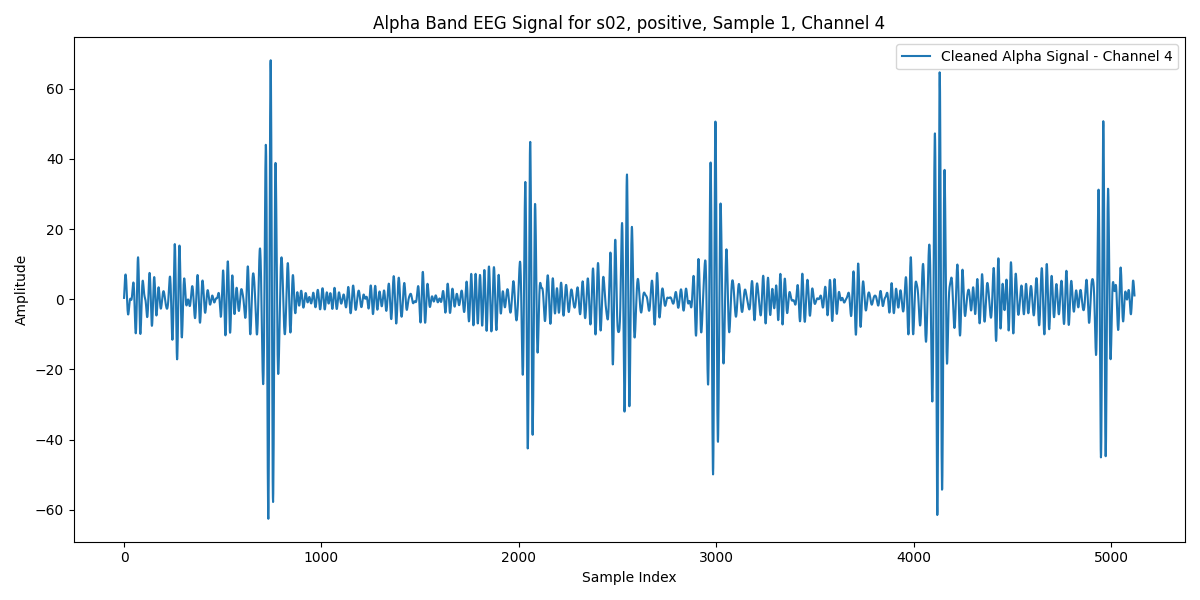 Alpha Band EEG Signal for s02, positive, Sample 1, Channel 4
Cleaned Alpha Signal - Channel 4
Amplitude
60
40
20
0
−20
−40
−60
0 1000 2000 3000 4000 5000
Sample Index